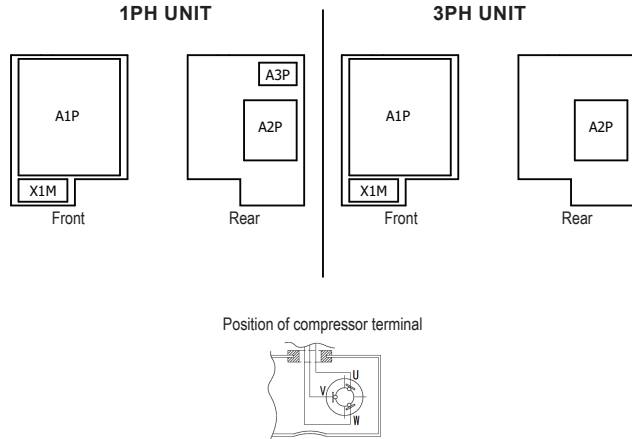 1PH UNIT
3PH UNIT
A1P
X1M
Front
A3P
A2P
Rear
A1P
X1M
Front
A2P
Rear
Position of compressor terminal
U
V
W